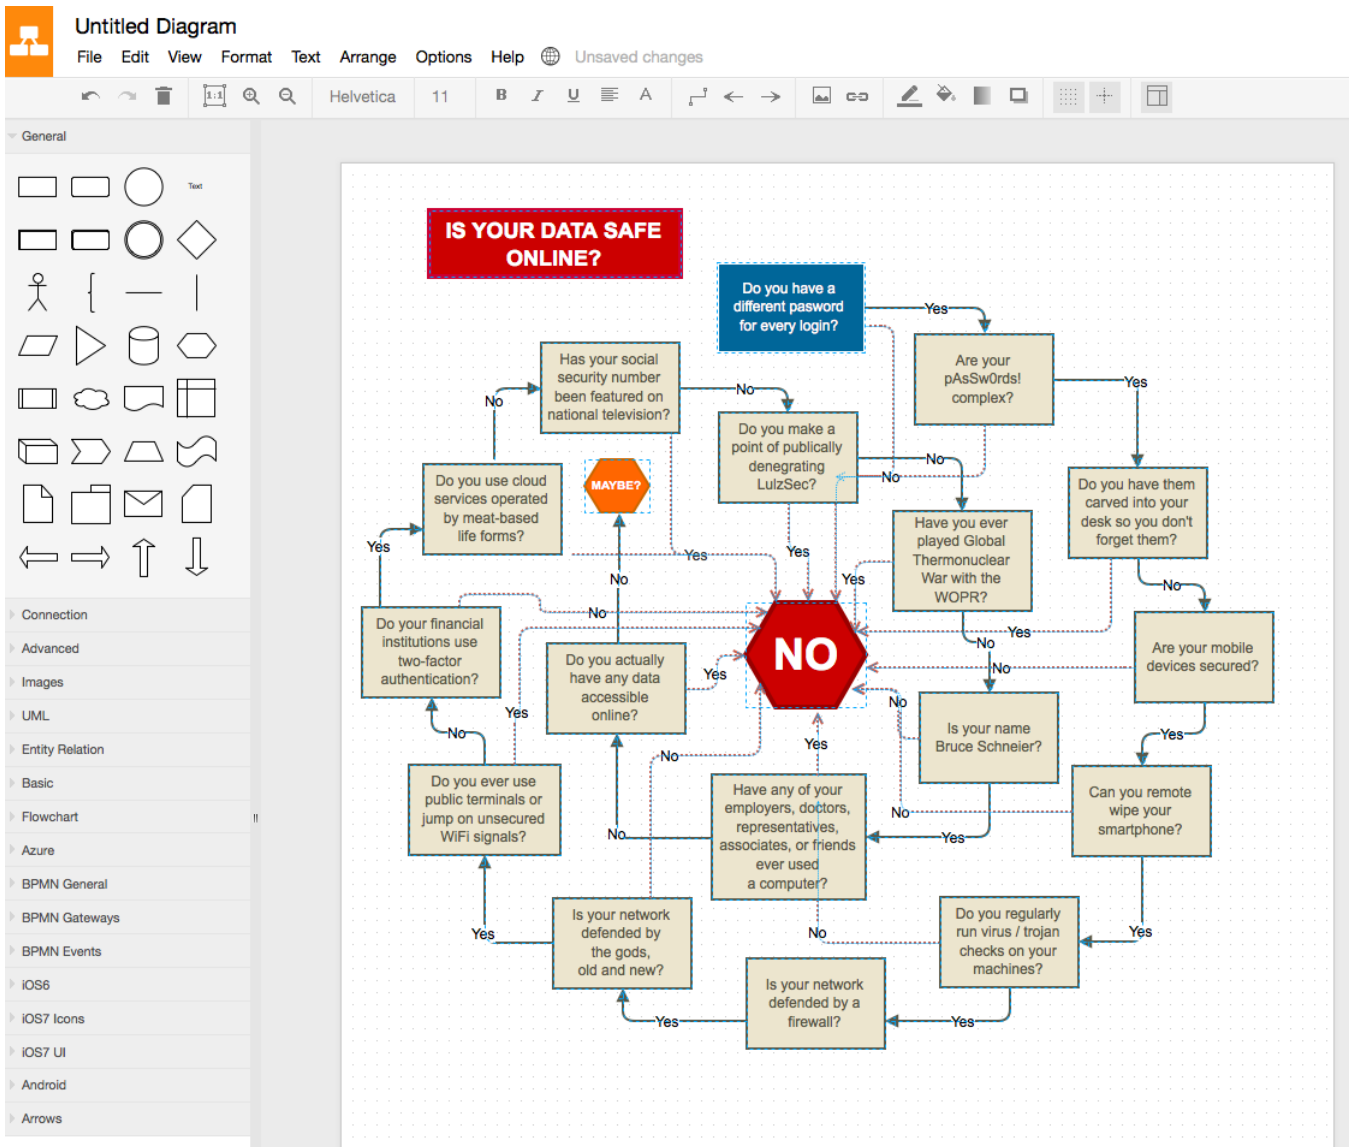 Untitled Diagram
File Edit View Format Text Arrange Options Help Unsaved changes
1:1 Helvetica 11 B I U A
General
Text
Connection
Advanced
Images
UML
Entity Relation
Basic
Flowchart
Azure
BPMN General
BPMN Gateways
BPMN Events
iOS6
iOS7 Icons
iOS7 UI
Android
Arrows
IS YOUR DATA SAFE
ONLINE?
Do you have a
different pasword
for every login?
Yes
Are your
pAsSw0rds!
complex?
Yes
No
Do you have them
carved into your
desk so you don't
forget them?
No
Yes
Are your mobile
devices secured?
No
Yes
Can you remote
wipe your
smartphone?
No
Yes
Do you regularly
run virus / trojan
checks on your
machines?
No
Yes
Is your network
defended by a
firewall?
Yes
Is your network
defended by
the gods,
old and new?
No
Yes
Do you ever use
public terminals or
jump on unsecured
WiFi signals?
Yes
No
Do your financial
institutions use
two-factor
authentication?
No
Yes
Do you use cloud
services operated
by meat-based
life forms?
Yes
No
Has your social
security number
been featured on
national television?
No
Do you make a
point of publically
denegrating
LulzSec?
Yes
No
Have you ever
played Global
Thermonuclear
War with the
WOPR?
Yes
No
Is your name
Bruce Schneier?
No
Yes
Have any of your
employers, doctors,
representatives,
associates, or friends
ever used
a computer?
Yes
No
Do you actually
have any data
accessible
online?
Yes
No
MAYBE?
NO